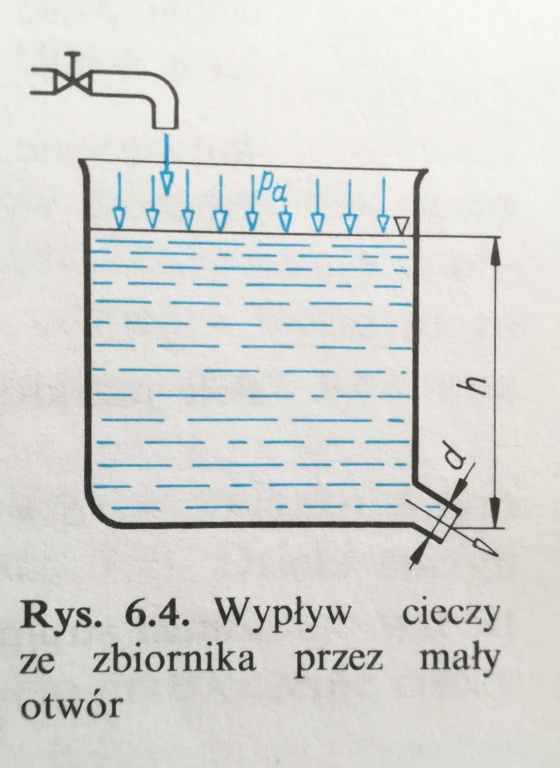 pa
h
d
Rys. 6.4. Wypływ cieczy
ze zbiornika przez mały
otwór